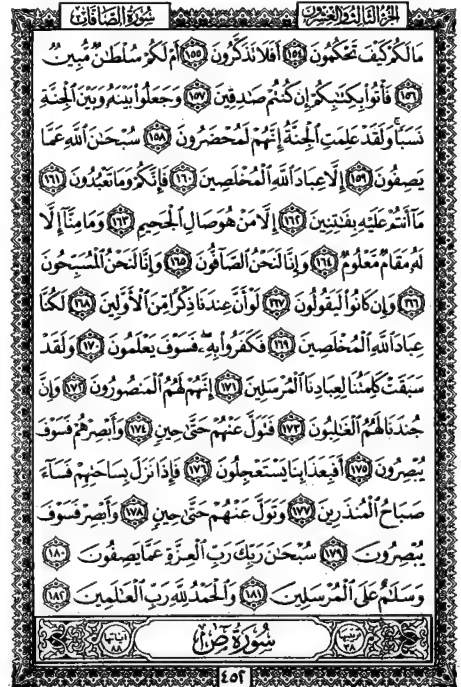 الجزء الثالث والعشرون سورة الصافات
مَا لَكُمْ كَيْفَ تَحْكُمُونَ ١٥٤ أَفَلَا تَذَكَّرُونَ ١٥٥ أَمْ لَكُمْ سُلْطَانٌ مُّبِينٌ
١٥٦ فَأْتُوا بِكِتَابِكُمْ إِن كُنتُمْ صَادِقِينَ ١٥٧ وَجَعَلُوا بَيْنَهُ وَبَيْنَ الْجِنَّةِ
نَسَبًا وَلَقَدْ عَلِمَتِ الْجِنَّةُ إِنَّهُمْ لَمُحْضَرُونَ ١٥٨ سُبْحَانَ اللَّهِ عَمَّا
يَصِفُونَ ١٥٩ إِلَّا عِبَادَ اللَّهِ الْمُخْلَصِينَ ١٦٠ فَإِنَّكُمْ وَمَا تَعْبُدُونَ ١٦١
مَا أَنتُمْ عَلَيْهِ بِفَاتِنِينَ ١٦٢ إِلَّا مَنْ هُوَ صَالِ الْجَحِيمِ ١٦٣ وَمَا مِنَّا إِلَّا
لَهُ مَقَامٌ مَّعْلُومٌ ١٦٤ وَإِنَّا لَنَحْنُ الصَّافُّونَ ١٦٥ وَإِنَّا لَنَحْنُ الْمُسَبِّحُونَ
١٦٦ وَإِن كَانُوا لَيَقُولُونَ ١٦٧ لَوْ أَنَّ عِندَنَا ذِكْرًا مِّنَ الْأَوَّلِينَ ١٦٨ لَكُنَّا
عِبَادَ اللَّهِ الْمُخْلَصِينَ ١٦٩ فَكَفَرُوا بِهِ فَسَوْفَ يَعْلَمُونَ ١٧٠ وَلَقَدْ
سَبَقَتْ كَلِمَتُنَا لِعِبَادِنَا الْمُرْسَلِينَ ١٧١ إِنَّهُمْ لَهُمُ الْمَنصُورُونَ ١٧٢ وَإِنَّ
جُندَنَا لَهُمُ الْغَالِبُونَ ١٧٣ فَتَوَلَّ عَنْهُمْ حَتَّىٰ حِينٍ ١٧٤ وَأَبْصِرْهُمْ فَسَوْفَ
يُبْصِرُونَ ١٧٥ أَفَبِعَذَابِنَا يَسْتَعْجِلُونَ ١٧٦ فَإِذَا نَزَلَ بِسَاحَتِهِمْ فَسَاءَ
صَبَاحُ الْمُنذَرِينَ ١٧٧ وَتَوَلَّ عَنْهُمْ حَتَّىٰ حِينٍ ١٧٨ وَأَبْصِرْ فَسَوْفَ
يُبْصِرُونَ ١٧٩ سُبْحَانَ رَبِّكَ رَبِّ الْعِزَّةِ عَمَّا يَصِفُونَ ١٨٠
وَسَلَامٌ عَلَى الْمُرْسَلِينَ ١٨١ وَالْحَمْدُ لِلَّهِ رَبِّ الْعَالَمِينَ ١٨٢
ترتيبها ٣٨ سُورَةُ ص آياتها ٨٨
٤٥٢